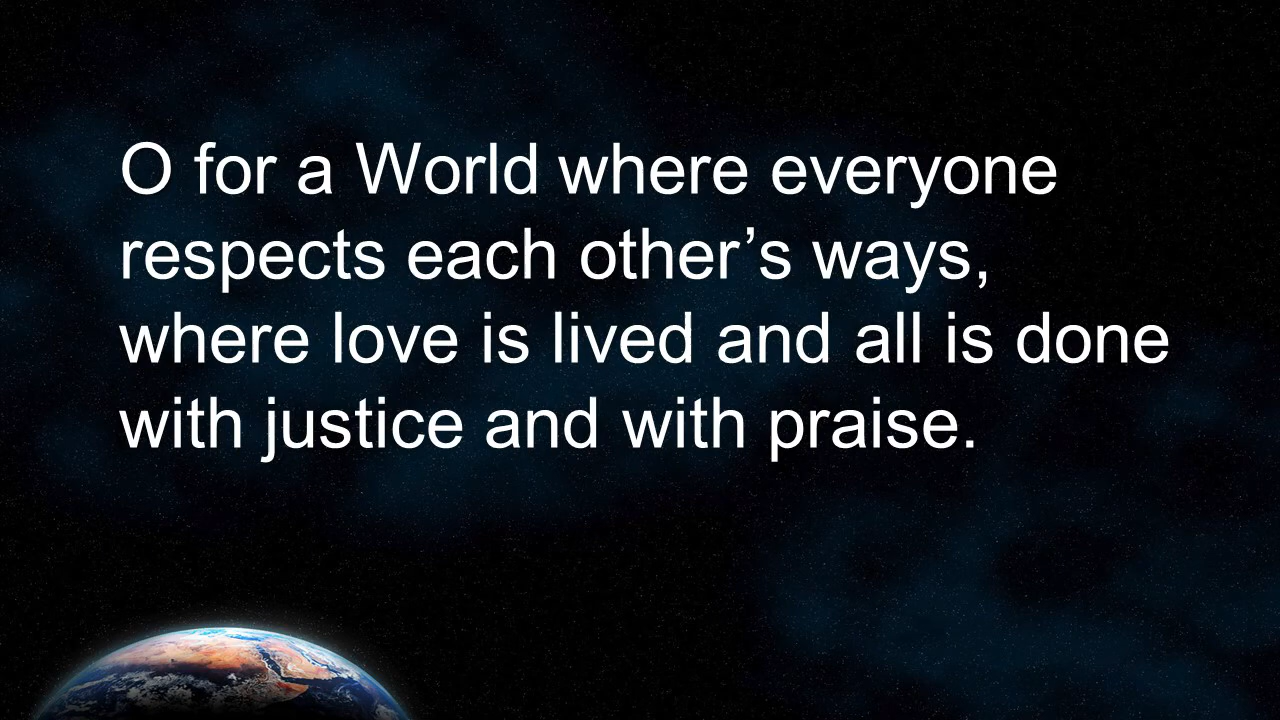 O for a World where everyone
respects each other’s ways,
where love is lived and all is done
with justice and with praise.